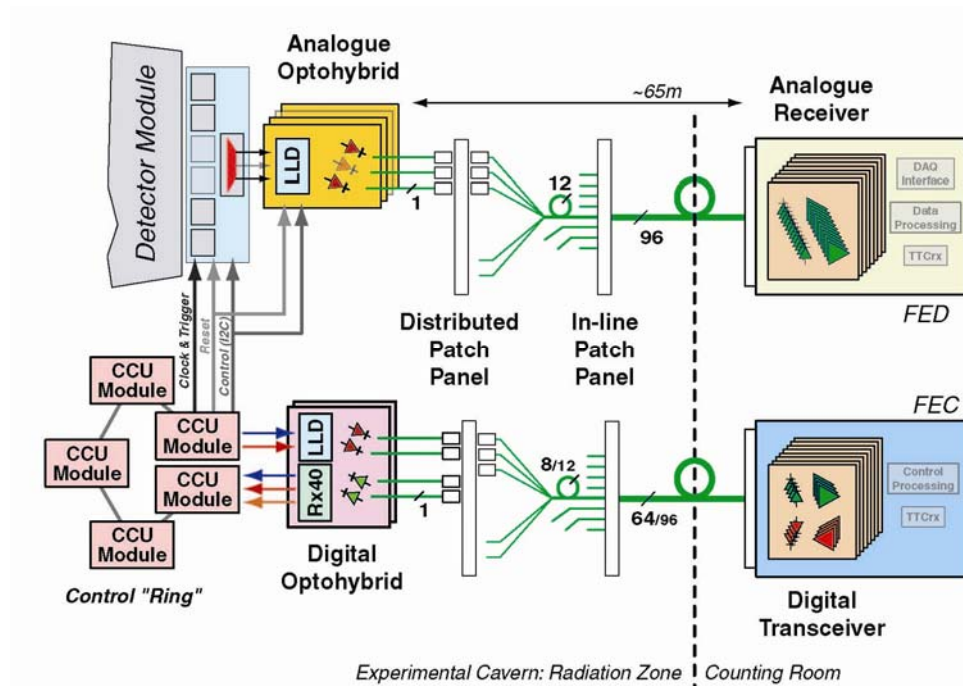 Analogue
Optohybrid
~65m
Analogue
Receiver
Detector Module
LLD
1
12
96
DAQ
Interface
Data
Processing
TTCrx
FED
Distributed
Patch
Panel
In-line
Patch
Panel
Clock & Trigger
Reset
Control (I2C)
FEC
CCU
Module
CCU
Module
CCU
Module
CCU
Module
CCU
Module
LLD
Rx40
1
8/12
64/96
Control
Processing
TTCrx
Control "Ring"
Digital
Optohybrid
Digital
Transceiver
Experimental Cavern: Radiation Zone
Counting Room